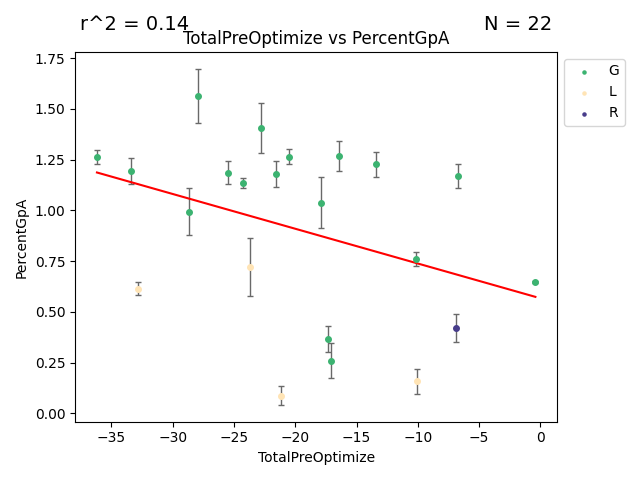 r^2 = 0.14
N = 22
TotalPreOptimize vs PercentGpA
1.75
1.50
1.25
1.00
0.75
0.50
0.25
0.00
PercentGpA
G
L
R
−35
−30
−25
−20
−15
−10
−5
0
TotalPreOptimize